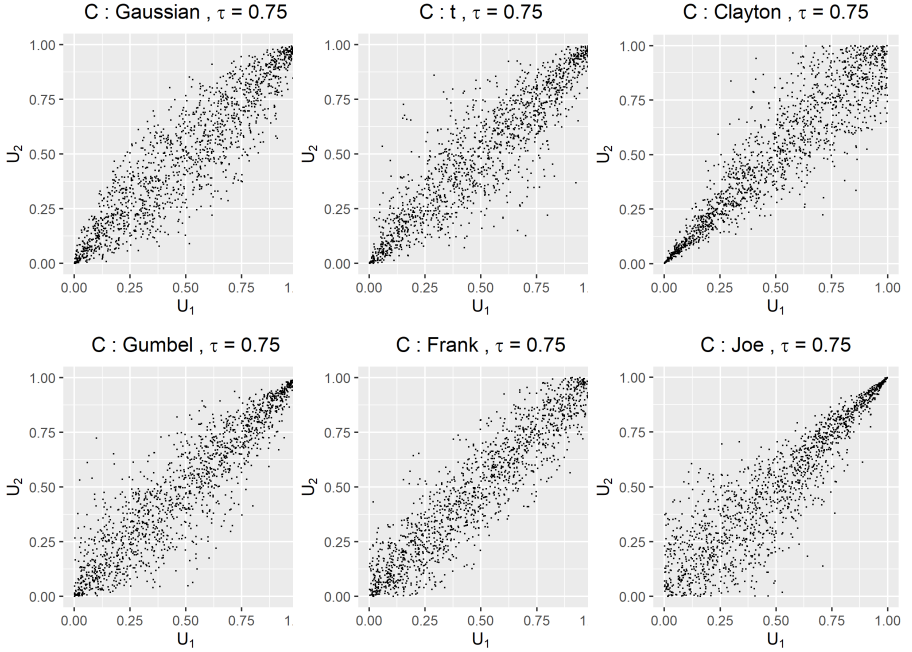 C : Gaussian , τ = 0.75
C : t , τ = 0.75
C : Clayton , τ = 0.75
1.00
0.75
0.50
0.25
0.00
U₂
0.00 0.25 0.50 0.75 1.
U₁
1.00
0.75
0.50
0.25
0.00
U₂
0.00 0.25 0.50 0.75 1.
U₁
1.00
0.75
0.50
0.25
0.00
U₂
0.00 0.25 0.50 0.75 1.00
U₁
C : Gumbel , τ = 0.75
C : Frank , τ = 0.75
C : Joe , τ = 0.75
1.00
0.75
0.50
0.25
0.00
U₂
0.00 0.25 0.50 0.75 1.
U₁
1.00
0.75
0.50
0.25
0.00
U₂
0.00 0.25 0.50 0.75 1.
U₁
1.00
0.75
0.50
0.25
0.00
U₂
0.00 0.25 0.50 0.75 1.00
U₁